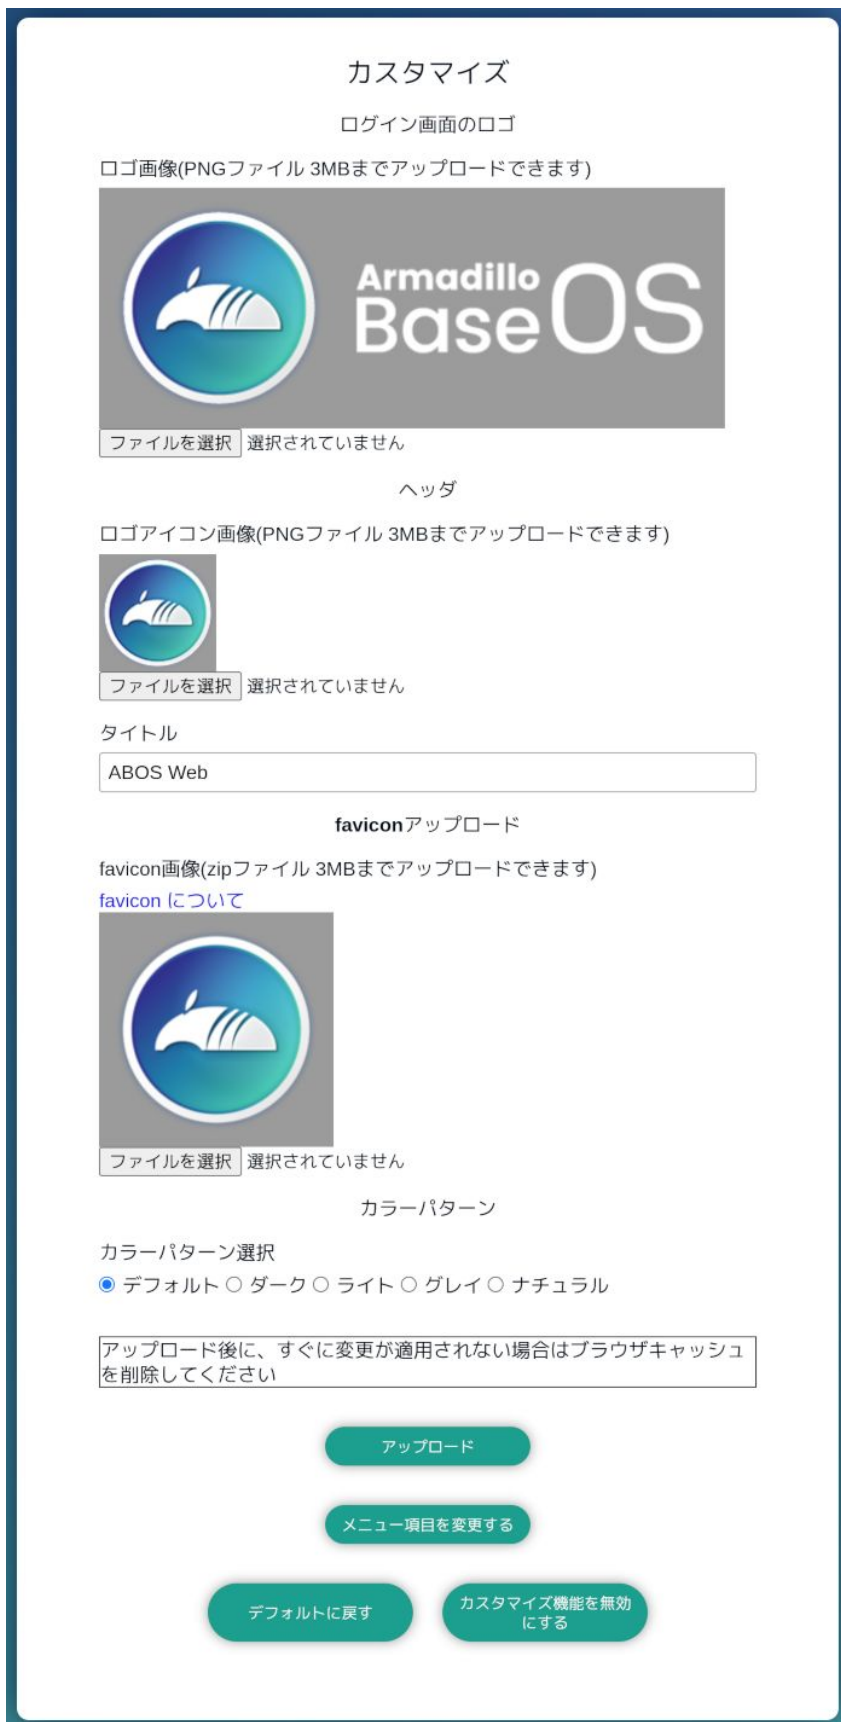 カスタマイズ
ログイン画面のロゴ
ロゴ画像(PNGファイル 3MBまでアップロードできます)
Armadillo
Base OS
ファイルを選択 選択されていません
ヘッダ
ロゴアイコン画像(PNGファイル 3MBまでアップロードできます)
ファイルを選択 選択されていません
タイトル
ABOS Web
faviconアップロード
favicon画像(zipファイル 3MBまでアップロードできます)
favicon について
ファイルを選択 選択されていません
カラーパターン
カラーパターン選択
デフォルト ダーク ライト グレイ ナチュラル
アップロード後に、すぐに変更が適用されない場合はブラウザキャッシュ
を削除してください
アップロード
メニュー項目を変更する
デフォルトに戻す
カスタマイズ機能を無効
にする